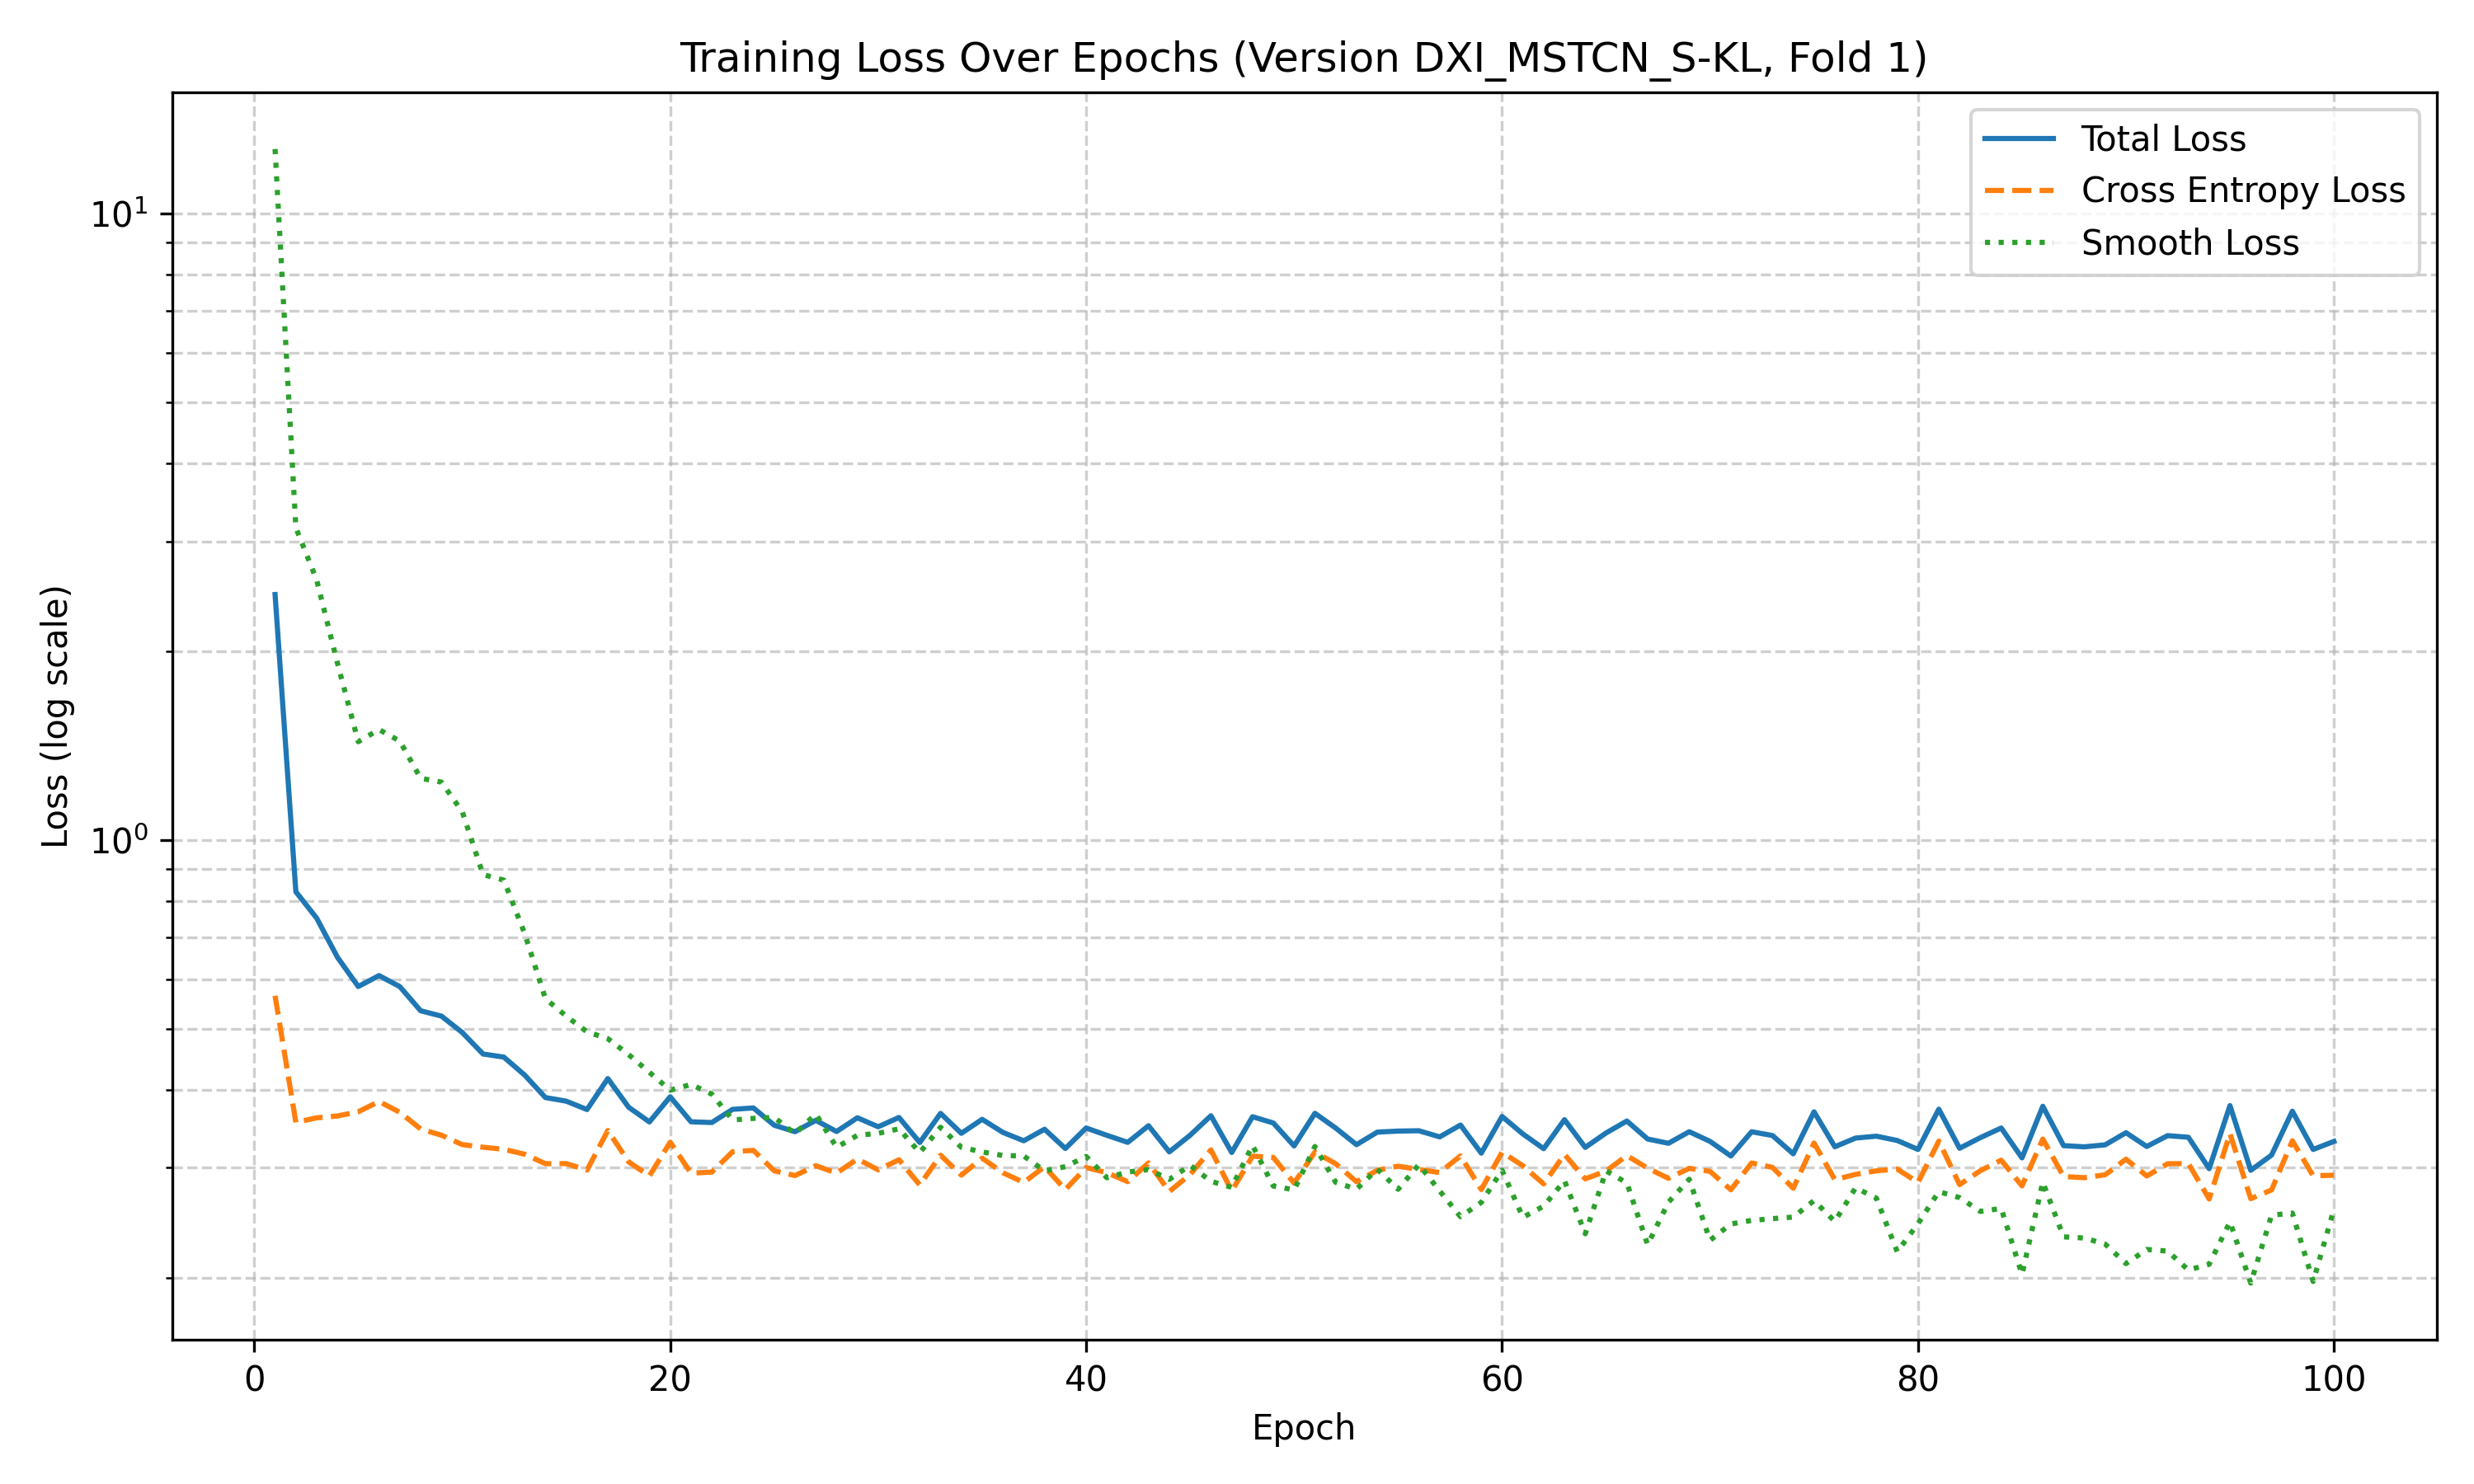 Training Loss Over Epochs (Version DXI_MSTCN_S-KL, Fold 1)
Total Loss
Cross Entropy Loss
Smooth Loss
10¹
10⁰
Loss (log scale)
0 20 40 60 80 100
Epoch